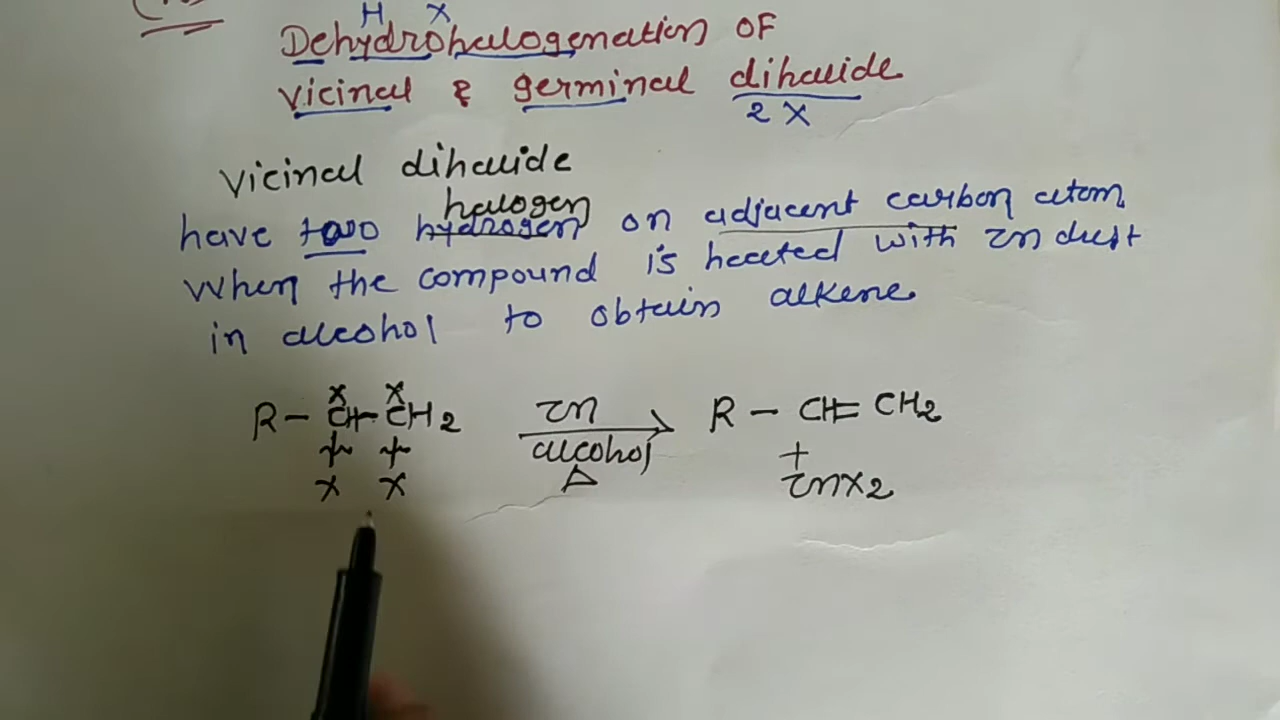 H X
Dehydrohalogenation OF
vicinal & germinal dihalide
2 X
vicinal dihalide
halogen
have two hydrogen on adjacent carbon atom
When the compound is heated with zn dust
in alcohol to obtain alkene
X X
R - CH - CH2 zn R - CH = CH2
alcohol +
X X Δ znx2